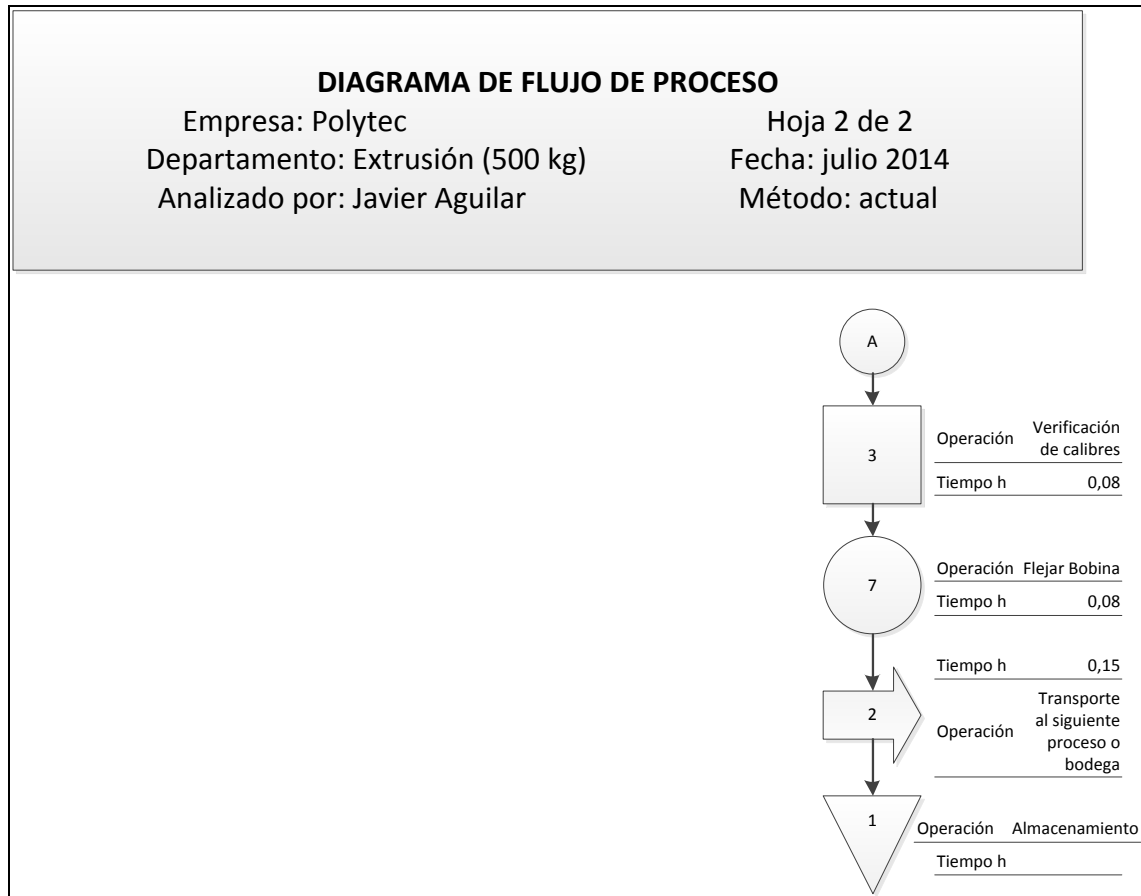 DIAGRAMA DE FLUJO DE PROCESO
Empresa: Polytec Hoja 2 de 2
Departamento: Extrusión (500 kg) Fecha: julio 2014
Analizado por: Javier Aguilar Método: actual
A
3
Operación Verificación
de calibres
Tiempo h 0,08
7
Operación Flejar Bobina
Tiempo h 0,08
Tiempo h 0,15
2
Operación Transporte
al siguiente
proceso o
bodega
1
Operación Almacenamiento
Tiempo h